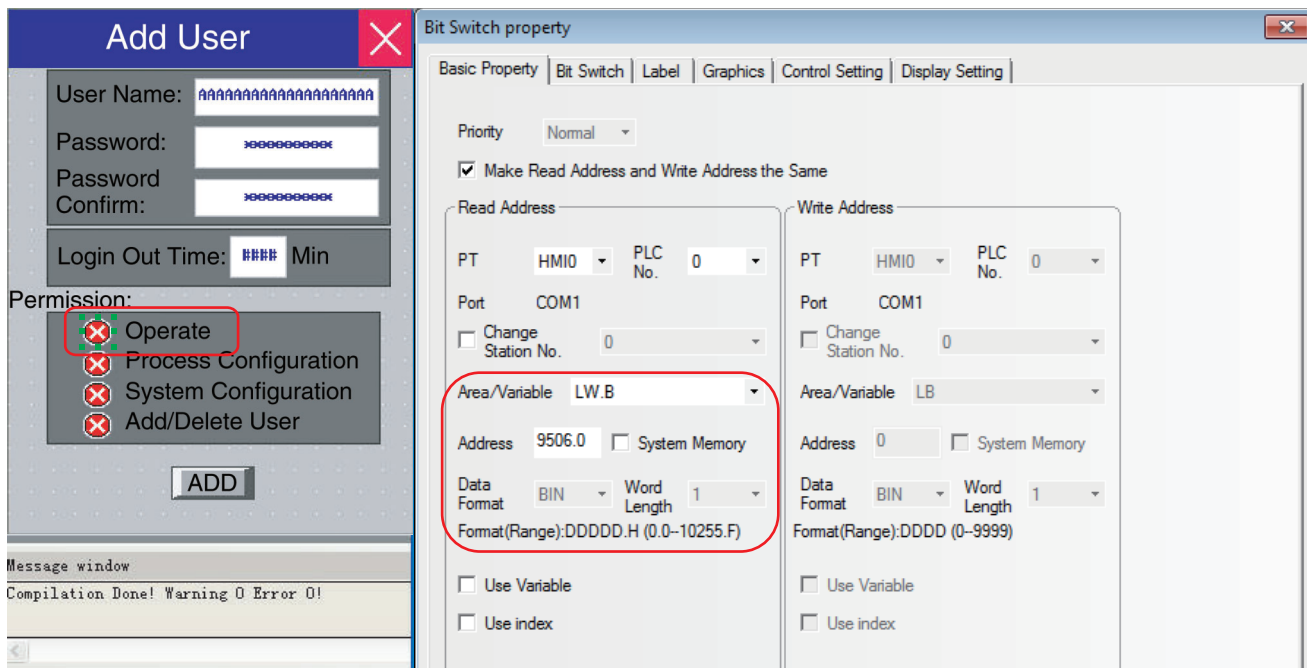 Add User
User Name: AAAAAAAAAAAAAAAAAAAA
Password: **********
Password
Confirm: **********
Login Out Time: #### Min
Permission:
Operate
Process Configuration
System Configuration
Add/Delete User
ADD
Message window
Compilation Done! Warning 0 Error 0!
Bit Switch property
Basic Property Bit Switch Label Graphics Control Setting Display Setting
Priority Normal
Make Read Address and Write Address the Same
Read Address
PT HMI0 PLC No. 0
Port COM1
Change Station No. 0
Area/Variable LW.B
Address 9506.0 System Memory
Data Format BIN Word Length 1
Format(Range):DDDDD.H (0.0--10255.F)
Use Variable
Use index
Write Address
PT HMI0 PLC No. 0
Port COM1
Change Station No. 0
Area/Variable LB
Address 0 System Memory
Data Format BIN Word Length 1
Format(Range):DDDD (0--9999)
Use Variable
Use index